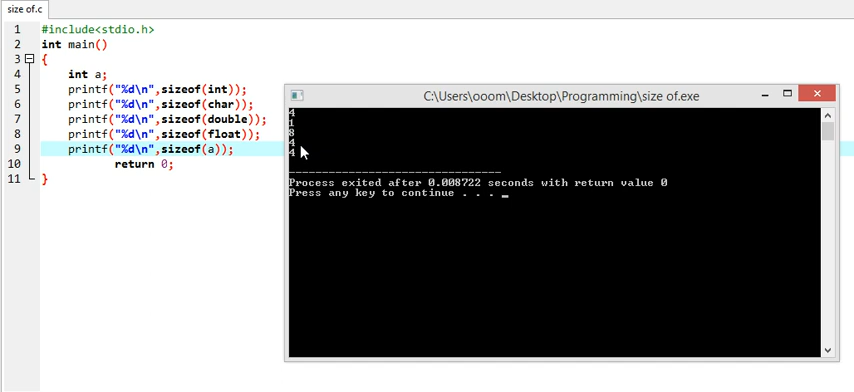 size of.c
1 #include<stdio.h>
2 int main()
3 {
4 int a;
5 printf("%d\n",sizeof(int));
6 printf("%d\n",sizeof(char));
7 printf("%d\n",sizeof(double));
8 printf("%d\n",sizeof(float));
9 printf("%d\n",sizeof(a));
10 return 0;
11 }
C:\Users\ooom\Desktop\Programming\size of.exe
4
1
8
4
4
--------------------------------
Process exited after 0.008722 seconds with return value 0
Press any key to continue . . . _